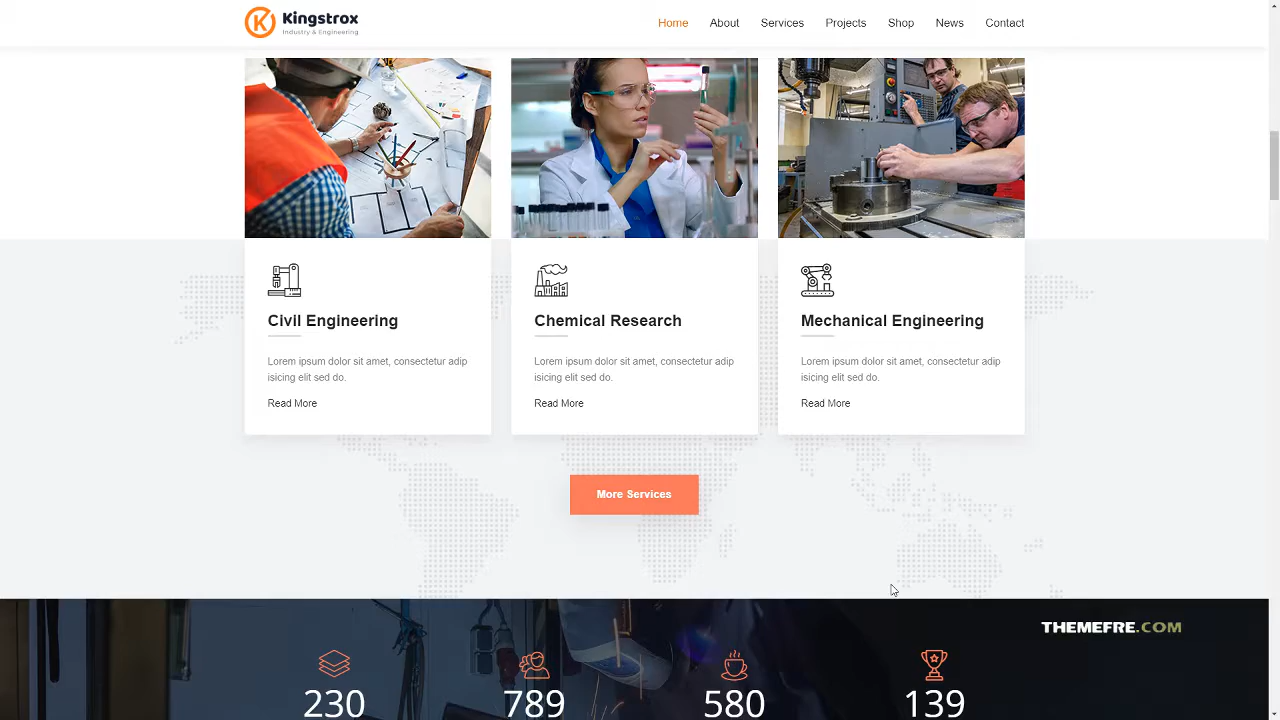 Kingstrox
Industry & Engineering
Home About Services Projects Shop News Contact
Civil Engineering
Lorem ipsum dolor sit amet, consectetur adip
isicing elit sed do.
Read More
Chemical Research
Lorem ipsum dolor sit amet, consectetur adip
isicing elit sed do.
Read More
Mechanical Engineering
Lorem ipsum dolor sit amet, consectetur adip
isicing elit sed do.
Read More
More Services
THEMEFRE.COM
230 789 580 139